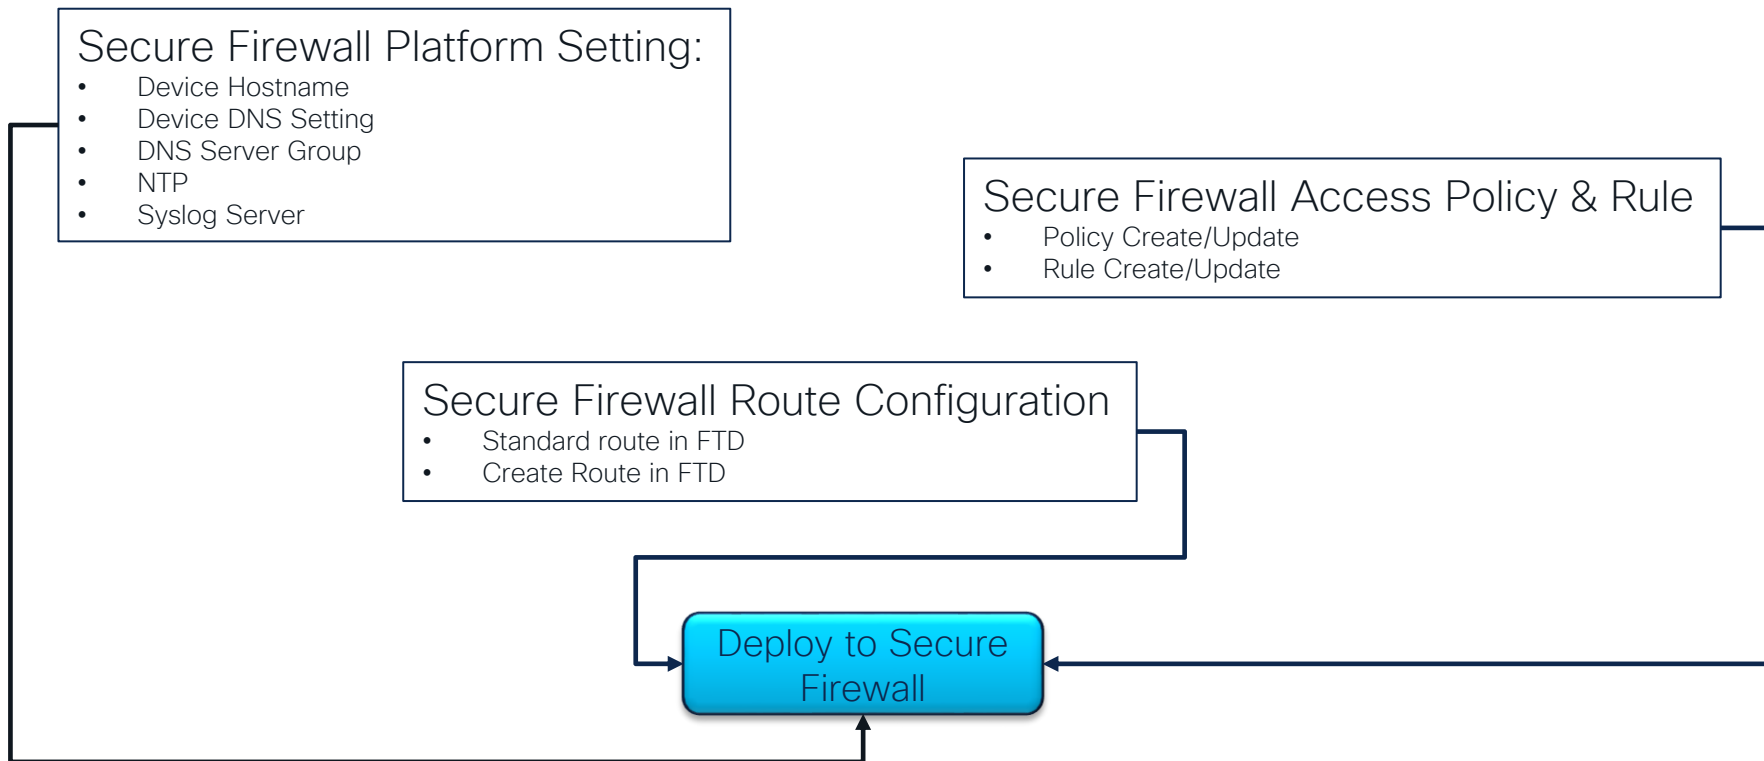 Secure Firewall Platform Setting:
• Device Hostname
• Device DNS Setting
• DNS Server Group
• NTP
• Syslog Server
Secure Firewall Access Policy & Rule
• Policy Create/Update
• Rule Create/Update
Secure Firewall Route Configuration
• Standard route in FTD
• Create Route in FTD
Deploy to Secure
Firewall